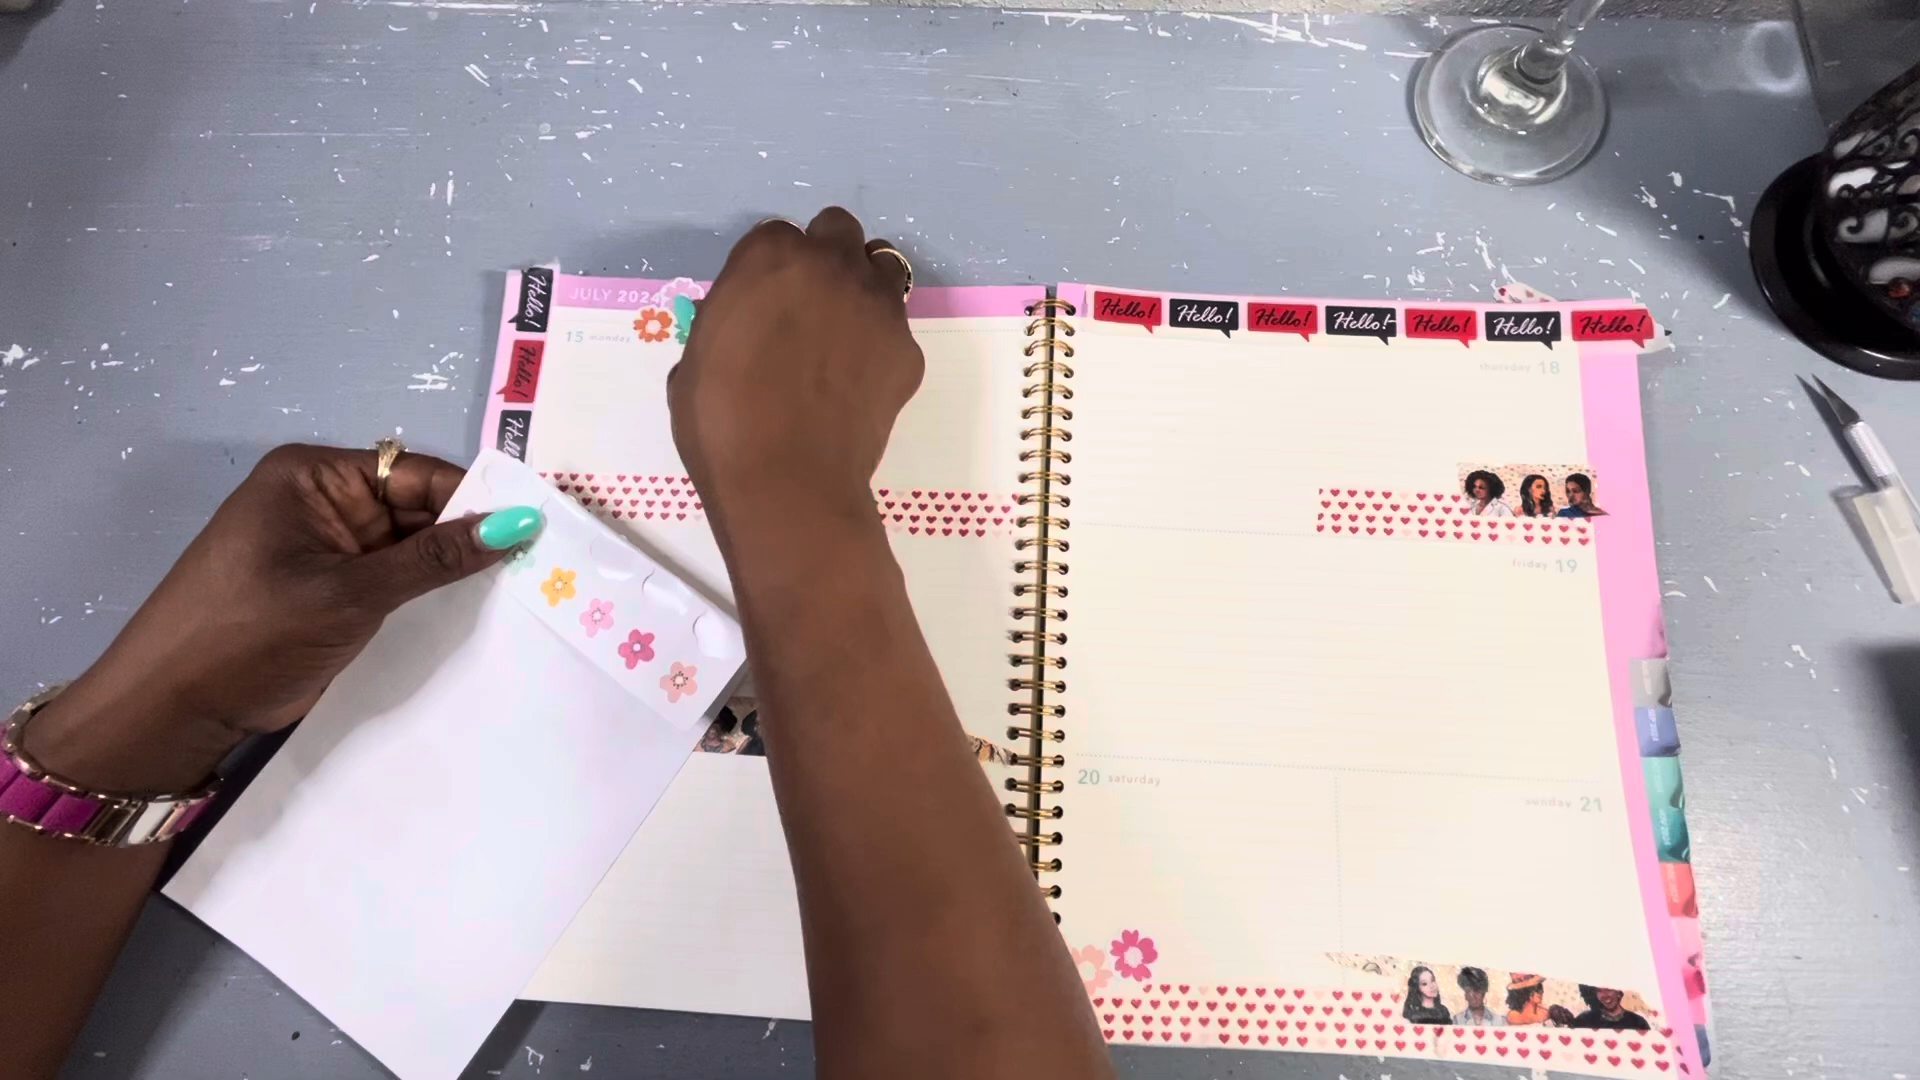 JULY 2024
15 monday
Hello!
Hello!
Hello! Hello! Hello! Hello! Hello! Hello! Hello!
thursday 18
friday 19
20 saturday
sunday 21